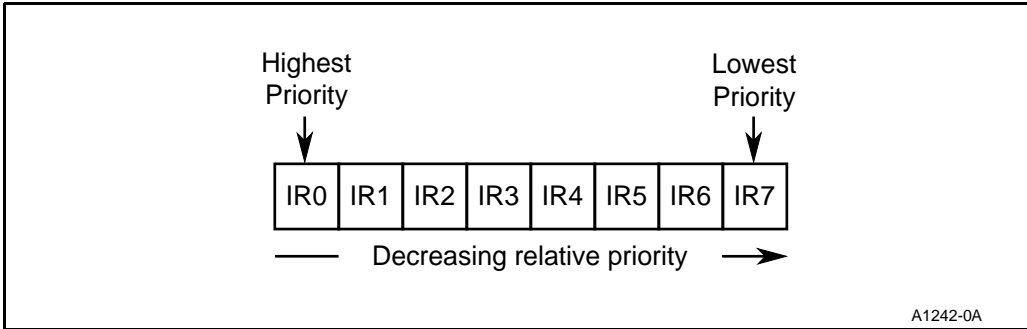 Highest
Priority
Lowest
Priority
IR0 IR1 IR2 IR3 IR4 IR5 IR6 IR7
Decreasing relative priority
A1242-0A